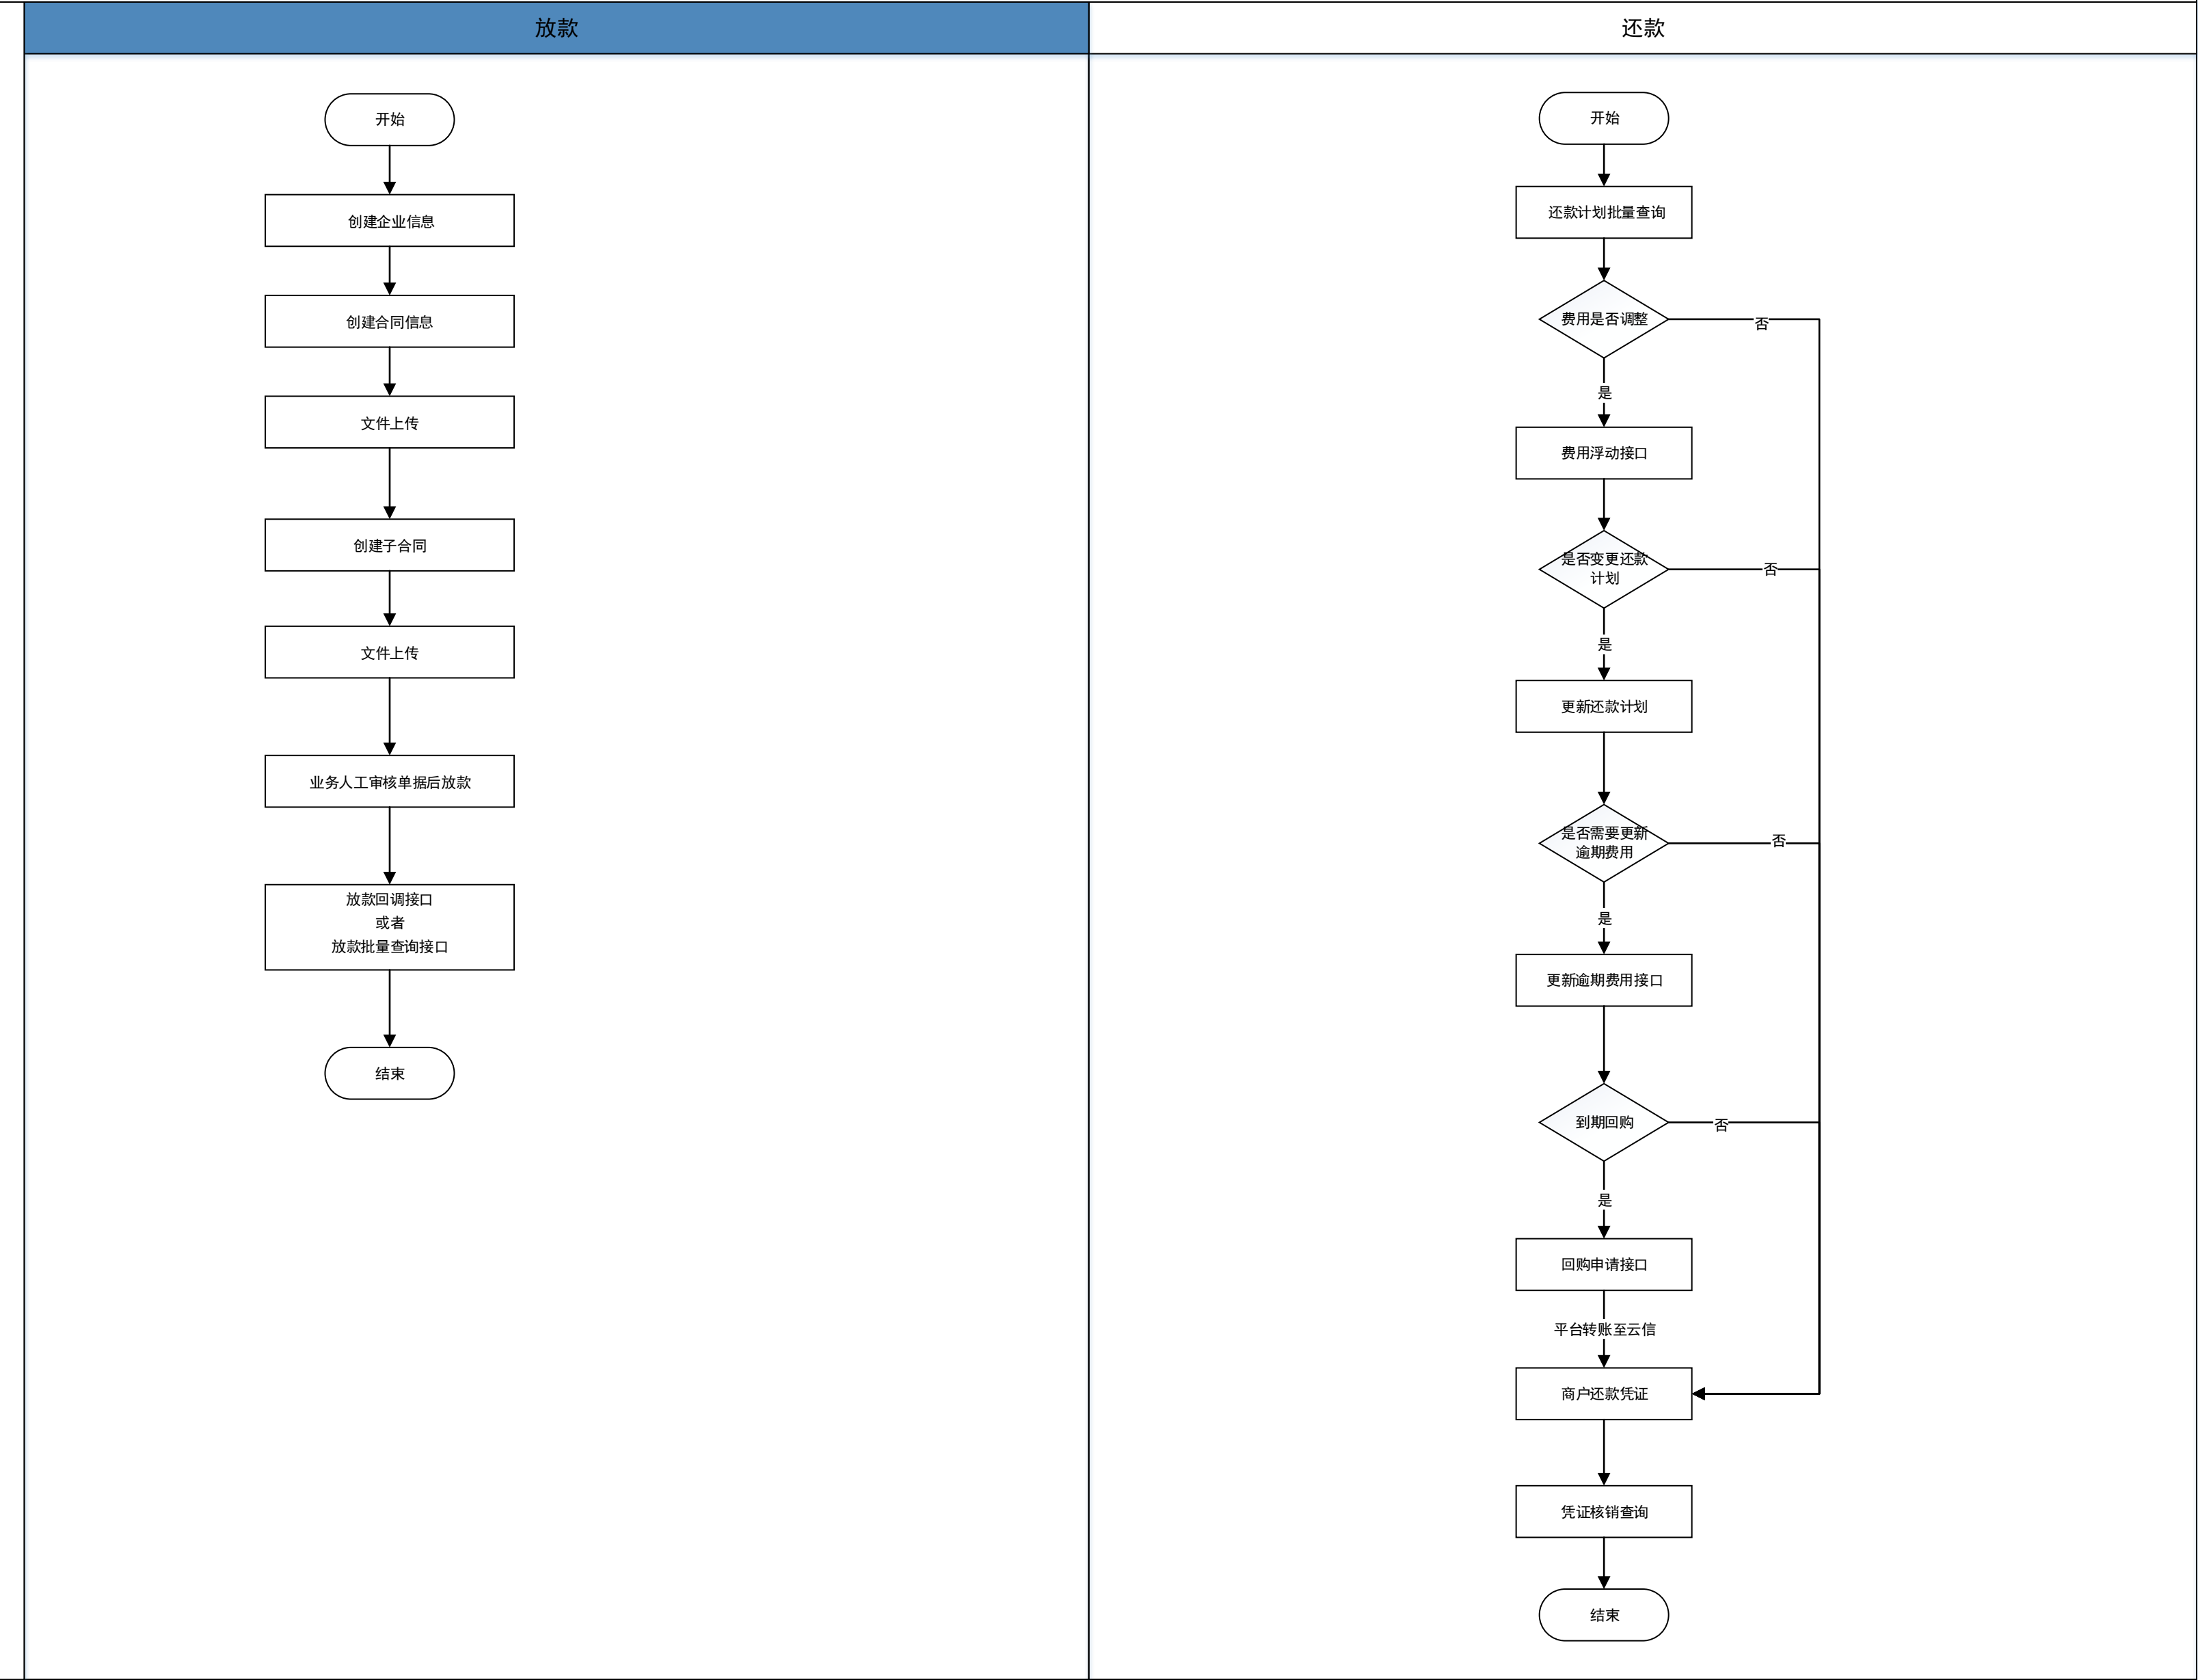 放款
还款
开始
创建企业信息
创建合同信息
文件上传
创建子合同
文件上传
业务人工审核单据后放款
放款回调接口
或者
放款批量查询接口
结束
开始
还款计划批量查询
费用是否调整
否
是
费用浮动接口
是否变更还款
计划
否
是
更新还款计划
是否需要更新
逾期费用
否
是
更新逾期费用接口
到期回购
否
是
回购申请接口
平台转账至云信
商户还款凭证
凭证核销查询
结束